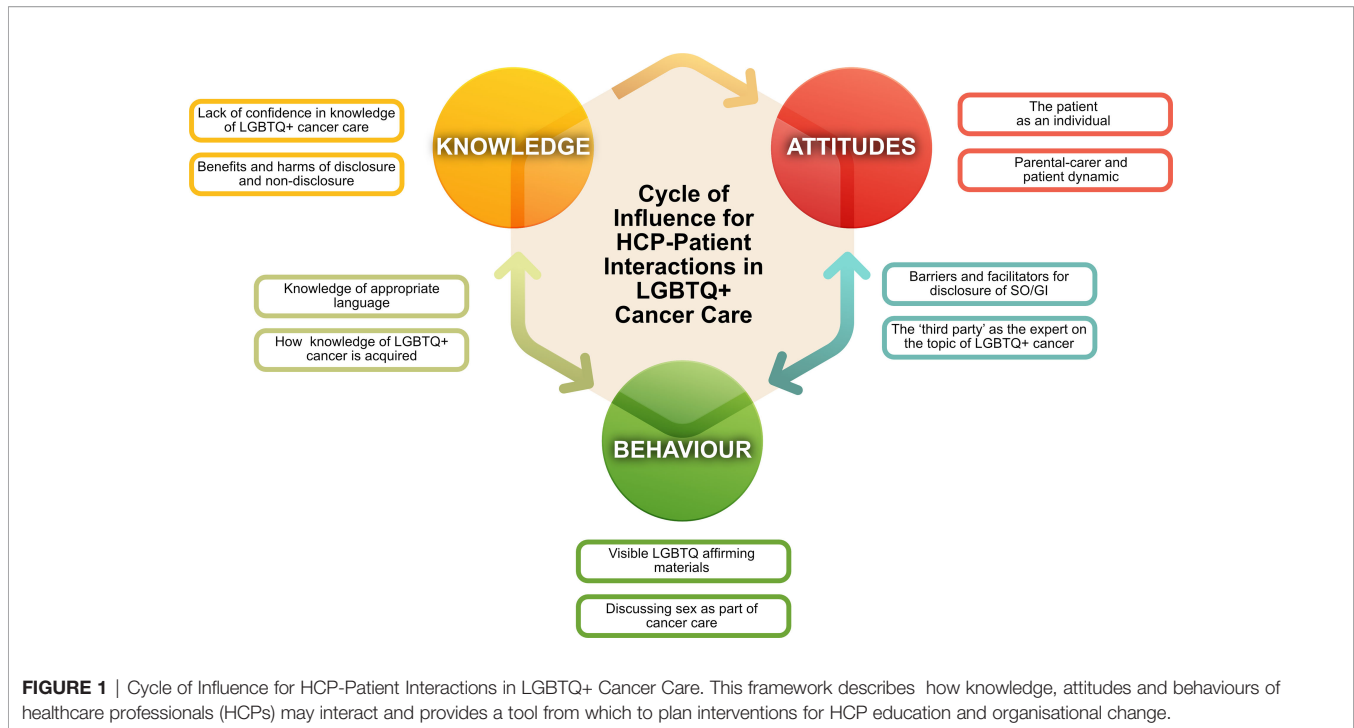 Lack of confidence in knowledge
of LGBTQ+ cancer care
Benefits and harms of disclosure
and non-disclosure
KNOWLEDGE
ATTITUDES
The patient
as an individual
Parental-carer and
patient dynamic
Cycle of
Influence for
HCP-Patient
Interactions in
LGBTQ+
Cancer Care
Knowledge of appropriate
language
How knowledge of LGBTQ+
cancer is acquired
Barriers and facilitators for
disclosure of SO/GI
The ‘third party’ as the expert on
the topic of LGBTQ+ cancer
BEHAVIOUR
Visible LGBTQ affirming
materials
Discussing sex as part of
cancer care
FIGURE 1 | Cycle of Influence for HCP-Patient Interactions in LGBTQ+ Cancer Care. This framework describes how knowledge, attitudes and behaviours of
healthcare professionals (HCPs) may interact and provides a tool from which to plan interventions for HCP education and organisational change.